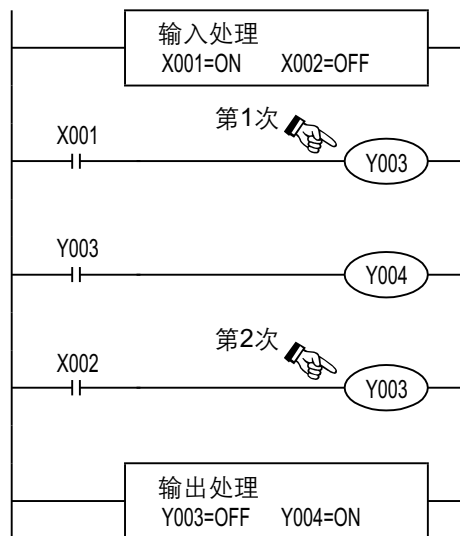 输入处理
X001=ON X002=OFF
第1次
X001
Y003
Y003
Y004
第2次
X002
Y003
输出处理
Y003=OFF Y004=ON